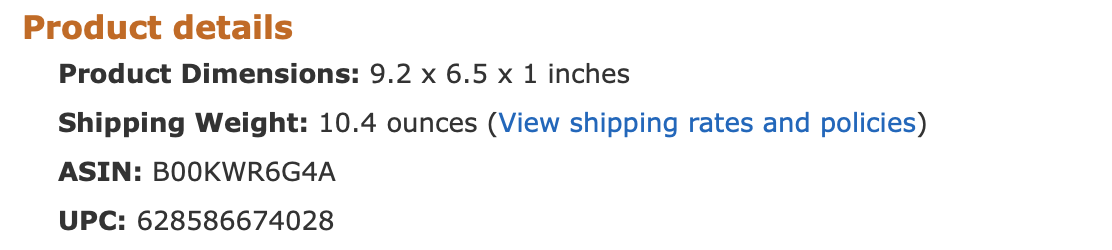 Product details
Product Dimensions: 9.2 x 6.5 x 1 inches
Shipping Weight: 10.4 ounces (View shipping rates and policies)
ASIN: B00KWR6G4A
UPC: 628586674028